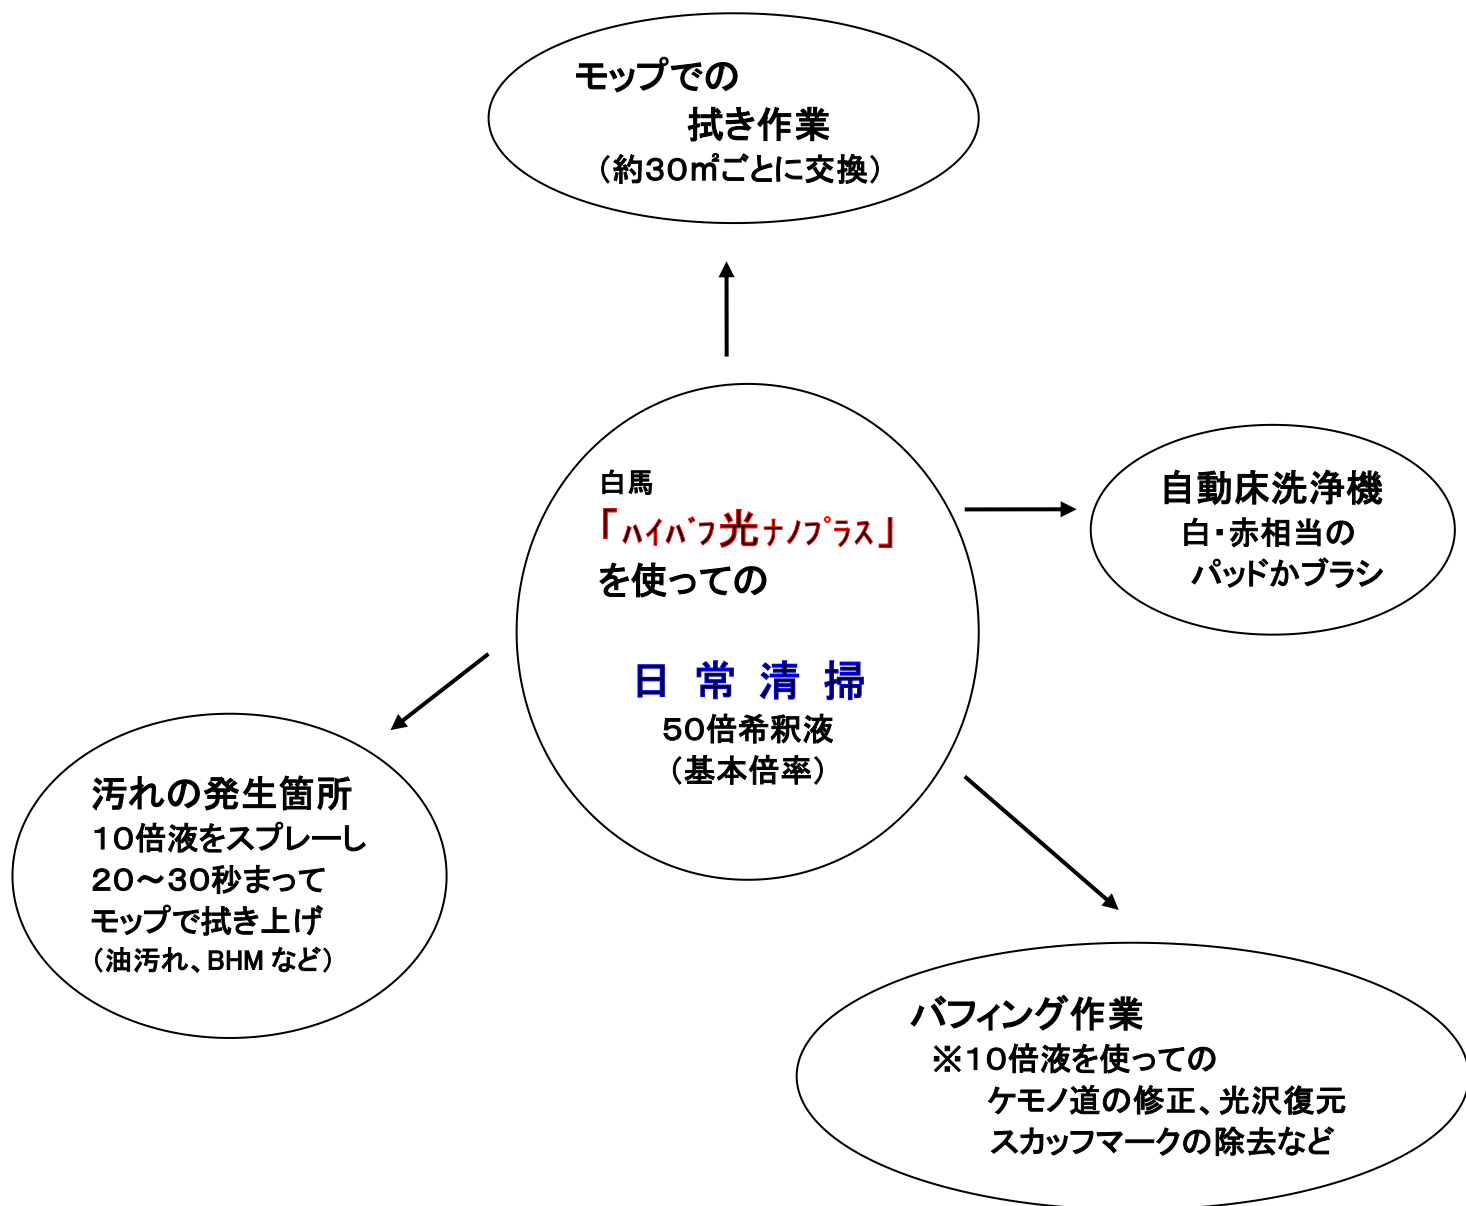 モップでの
拭き作業
（約30㎡ごとに交換）
白馬
「ﾊｲﾊﾞﾌ光ﾅﾉﾌﾟﾗｽ」
を使っての
日 常 清 掃
50倍希釈液
（基本倍率）
自動床洗浄機
白・赤相当の
パッドかブラシ
汚れの発生箇所
10倍液をスプレーし
20～30秒まって
モップで拭き上げ
（油汚れ、BHM など）
バフィング作業
※10倍液を使っての
ケモノ道の修正、光沢復元
スカッフマークの除去など